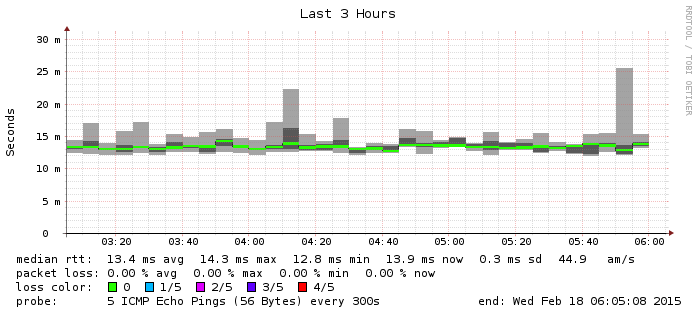 Last 3 Hours
RRDTOOL / TOBI OETIKER
Seconds
30 m
25 m
20 m
15 m
10 m
5 m
0
03:20 03:40 04:00 04:20 04:40 05:00 05:20 05:40 06:00
median rtt: 13.4 ms avg 14.3 ms max 12.8 ms min 13.9 ms now 0.3 ms sd 44.9 am/s
packet loss: 0.00 % avg 0.00 % max 0.00 % min 0.00 % now
loss color: 0 1/5 2/5 3/5 4/5
probe: 5 ICMP Echo Pings (56 Bytes) every 300s end: Wed Feb 18 06:05:08 2015